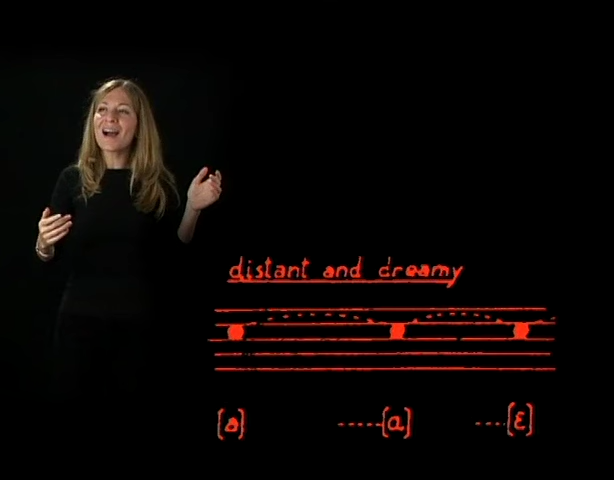 distant and dreamy
[a] -----[a] ----[ɛ]